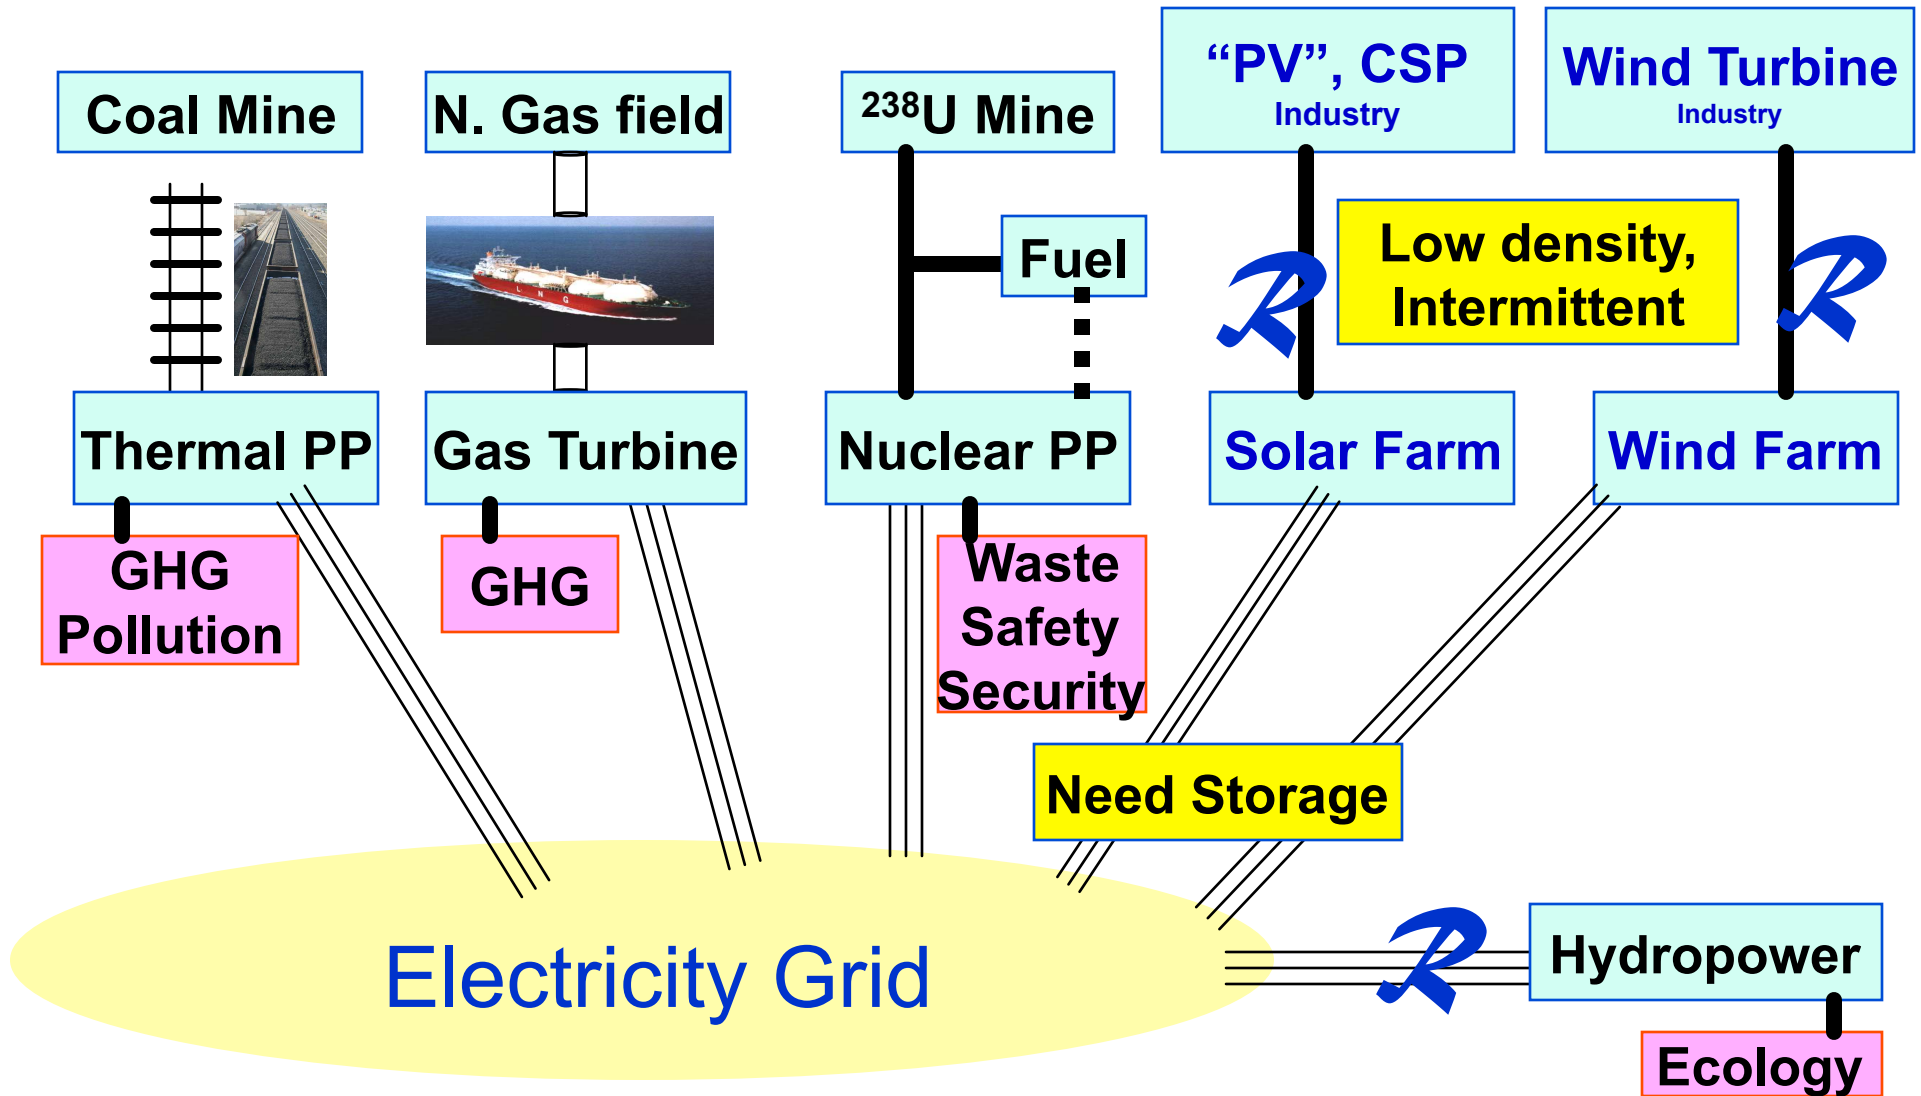 Coal Mine
N. Gas field
²³⁸U Mine
“PV”, CSP
Industry
Wind Turbine
Industry
Fuel
Low density,
Intermittent
R
R
L N G
Thermal PP
Gas Turbine
Nuclear PP
Solar Farm
Wind Farm
GHG
Pollution
GHG
Waste
Safety
Security
Need Storage
Electricity Grid
R
Hydropower
Ecology